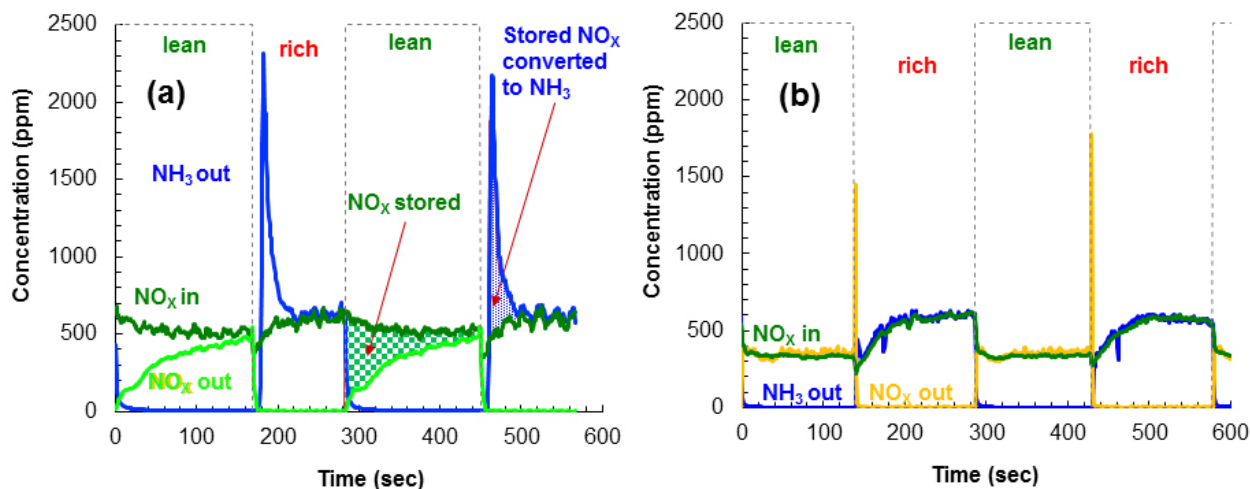 2500
2000
1500
1000
500
0
Concentration (ppm)
lean
rich
lean
(a)
Stored NOX
converted
to NH3
NH3 out
NOX stored
NOX in
NOX out
0 100 200 300 400 500 600
Time (sec)
2500
2000
1500
1000
500
0
Concentration (ppm)
lean
rich
lean
rich
(b)
NOX in
NH3 out
NOX out
0 100 200 300 400 500 600
Time (sec)